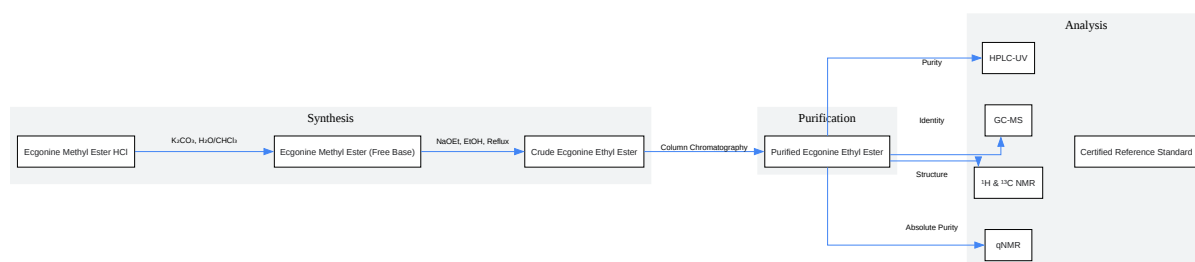 Analysis
HPLC-UV
Purity
Synthesis
Purification
Identity
GC-MS
Ecgonine Methyl Ester HCl
K₂CO₃, H₂O/CHCl₃
Ecgonine Methyl Ester (Free Base)
NaOEt, EtOH, Reflux
Crude Ecgonine Ethyl Ester
Column Chromatography
Purified Ecgonine Ethyl Ester
Certified Reference Standard
Structure
¹H & ¹³C NMR
Absolute Purity
qNMR